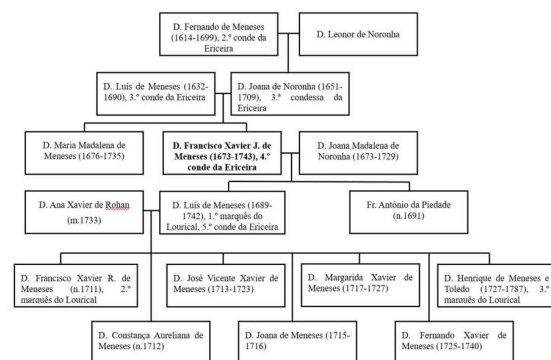 D. Fernando de Meneses
(1614-1699), 2.º conde da
Ericeira
D. Leonor de Noronha
D. Luís de Meneses (1632-
1690), 3.º conde da Ericeira
D. Joana de Noronha (1651-
1709), 3.ª condessa da
Ericeira
D. Maria Madalena de
Meneses (1676-1735)
D. Francisco Xavier J. de
Meneses (1673-1743), 4.º
conde da Ericeira
D. Joana Madalena de
Noronha (1673-1729)
D. Ana Xavier de Rohan
(m.1733)
D. Luís de Meneses (1689-
1742), 1.º marquês do
Lourical, 5.º conde da Ericeira
Fr. António da Piedade
(n.1691)
D. Francisco Xavier R. de
Meneses (n.1711), 2.º
marquês do Lourical
D. José Vicente Xavier de
Meneses (1713-1723)
D. Margarida Xavier de
Meneses (1717-1727)
D. Henrique de Meneses e
Toledo (1727-1787), 3.º
marquês do Lourical
D. Constança Aureliana de
Meneses (n.1712)
D. Joana de Meneses (1715-
1716)
D. Fernando Xavier de
Meneses (1725-1740)